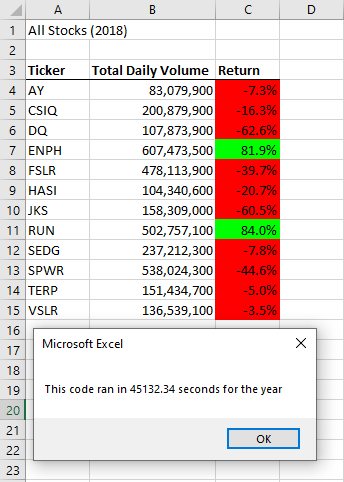 A B C D
1 All Stocks (2018)
2
3 Ticker Total Daily Volume Return
4 AY 83,079,900 -7.3%
5 CSIQ 200,879,900 -16.3%
6 DQ 107,873,900 -62.6%
7 ENPH 607,473,500 81.9%
8 FSLR 478,113,900 -39.7%
9 HASI 104,340,600 -20.7%
10 JKS 158,309,000 -60.5%
11 RUN 502,757,100 84.0%
12 SEDG 237,212,300 -7.8%
13 SPWR 538,024,300 -44.6%
14 TERP 151,434,700 -5.0%
15 VSLR 136,539,100 -3.5%
16
17 Microsoft Excel
18
19 This code ran in 45132.34 seconds for the year
20
21
22 OK
23